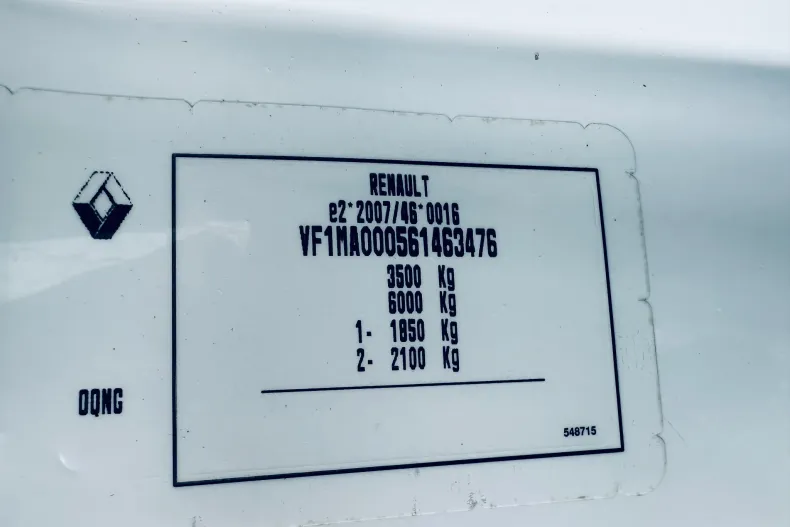 RENAULT
e2*2007/46*0016
VF1MA000561463476
3500 Kg
6000 Kg
1- 1850 Kg
2- 2100 Kg
OQNG
548715